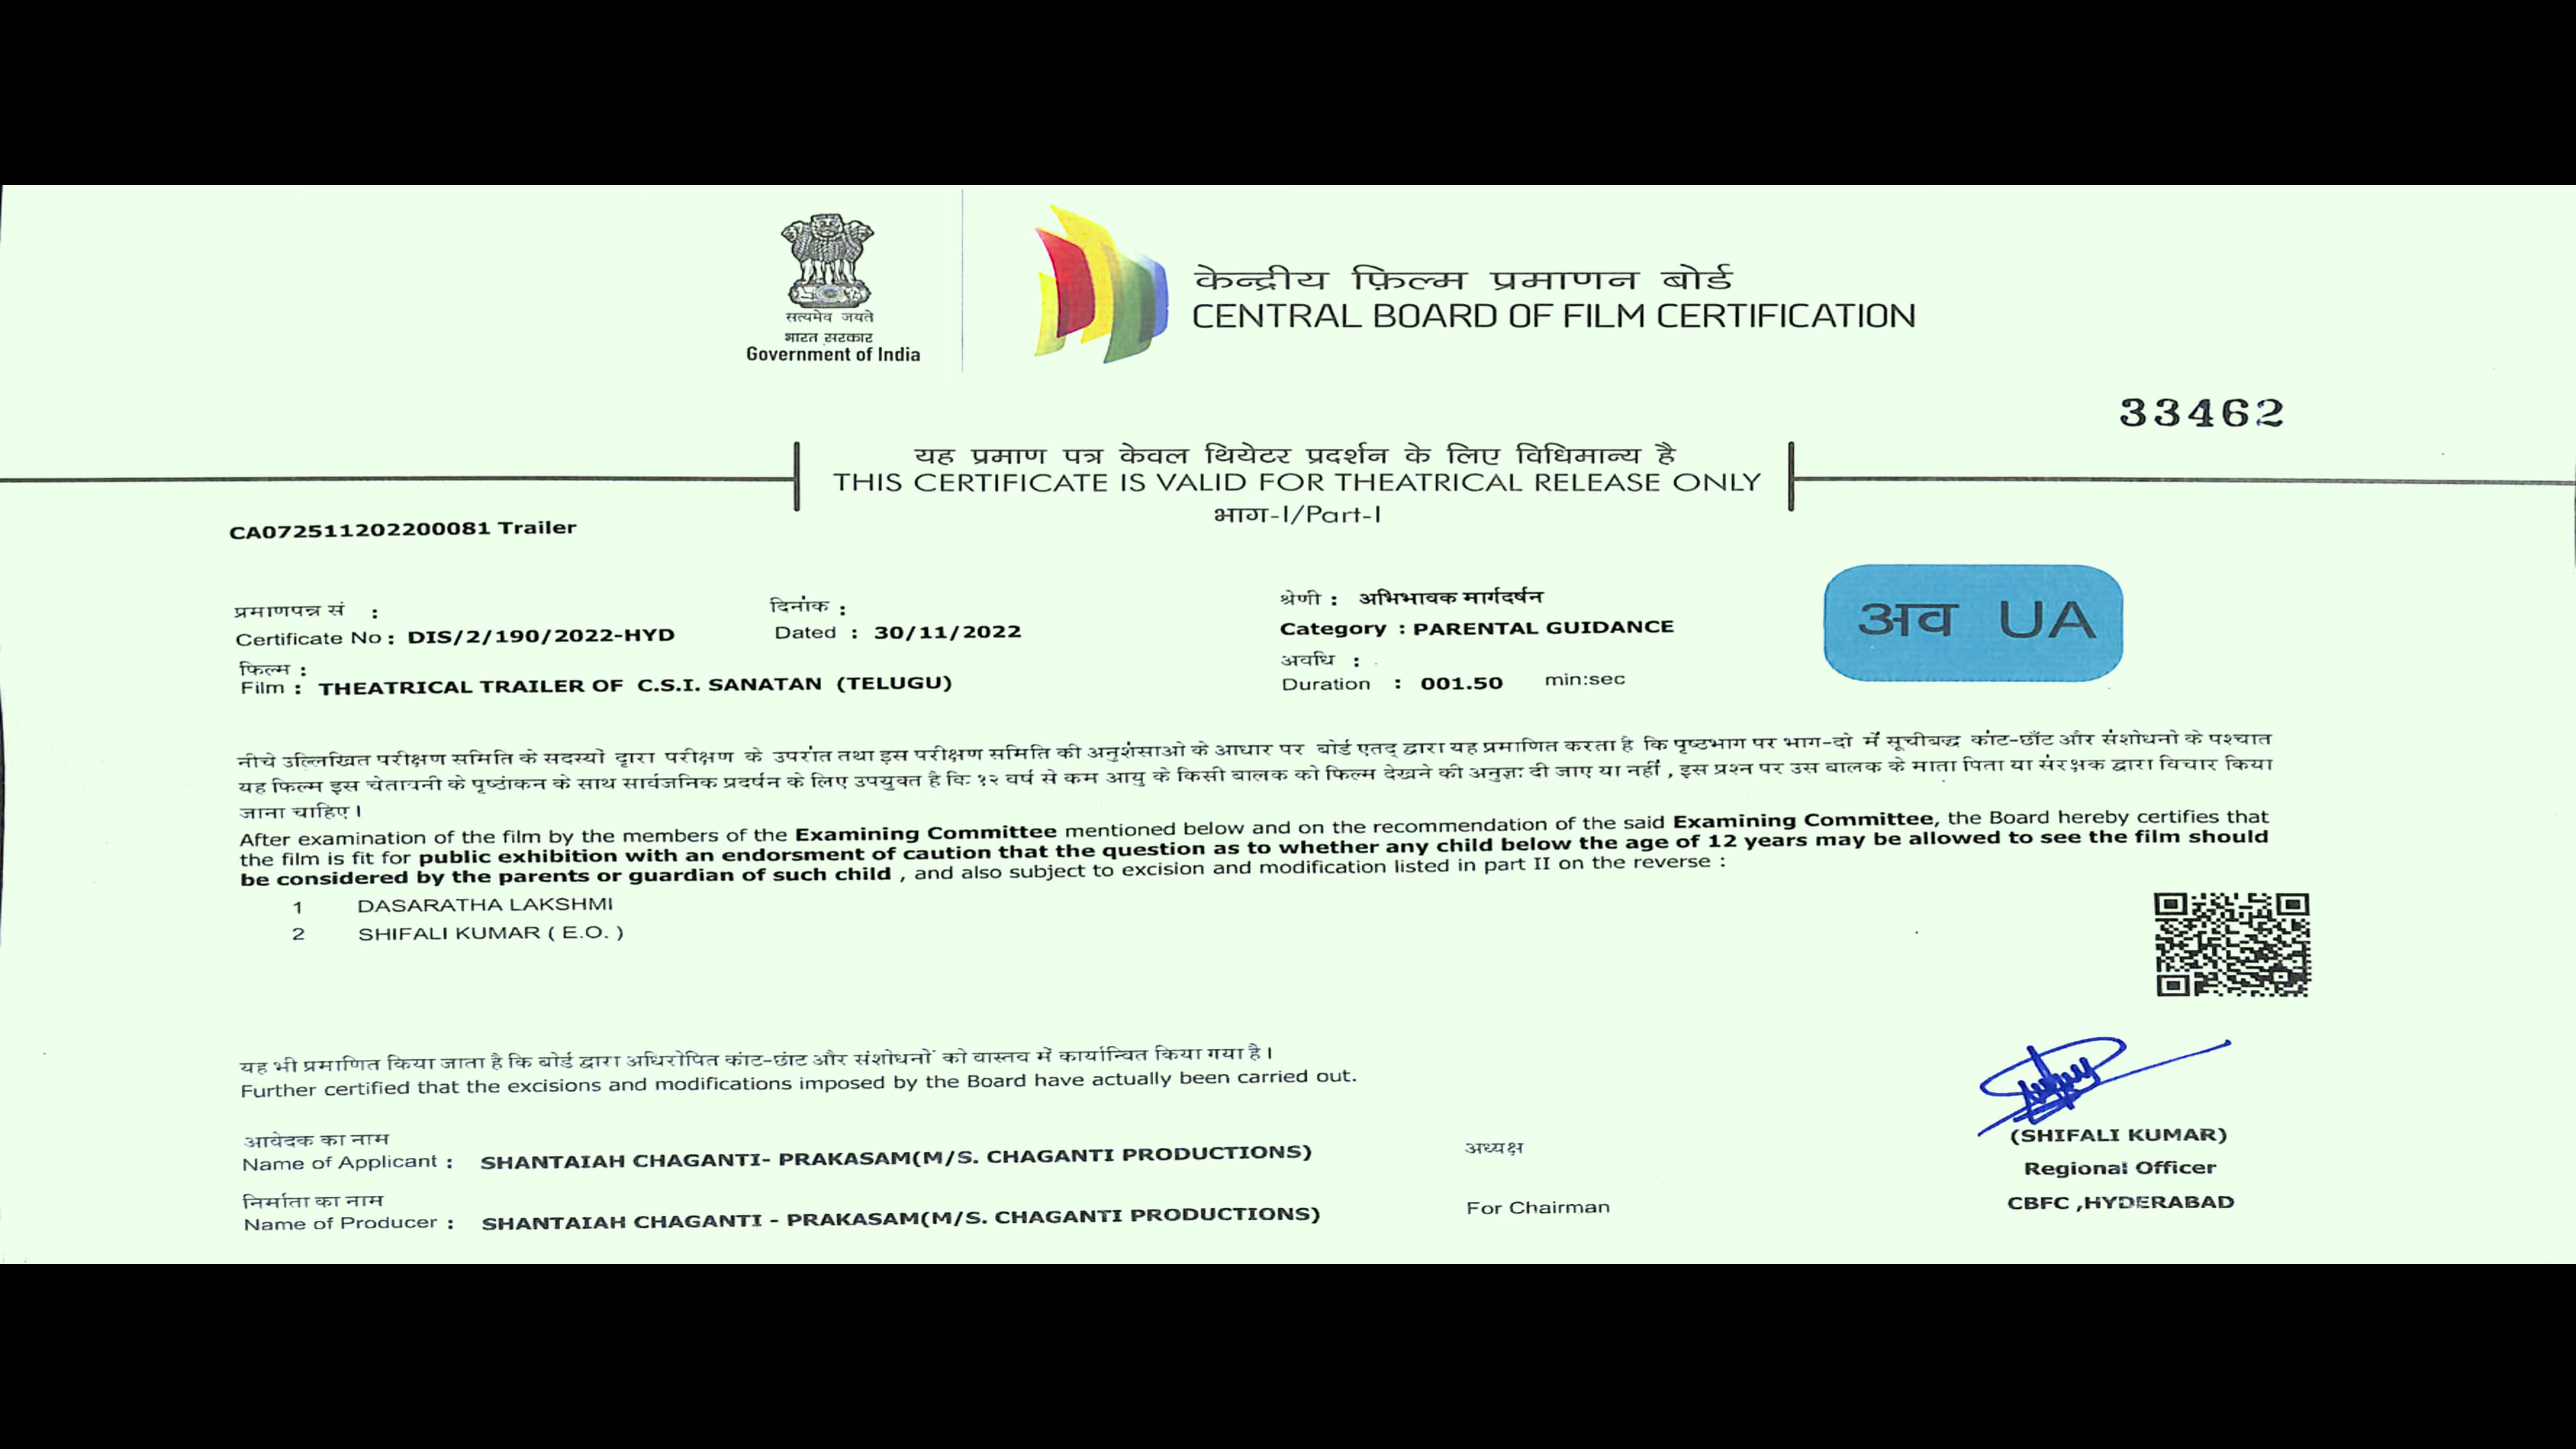 सत्यमेव जयते
भारत सरकार
Government of India
केन्द्रीय फ़िल्म प्रमाणन बोर्ड
CENTRAL BOARD OF FILM CERTIFICATION
33462
यह प्रमाण पत्र केवल थियेटर प्रदर्शन के लिए विधिमान्य है
THIS CERTIFICATE IS VALID FOR THEATRICAL RELEASE ONLY
भाग-I/Part-I
CA072511202200081 Trailer
प्रमाणपत्र सं : दिनांक : श्रेणी : अभिभावक मार्गदर्षन
Certificate No : DIS/2/190/2022-HYD Dated : 30/11/2022 Category : PARENTAL GUIDANCE
अव UA
फिल्म : अवधि :
Film : THEATRICAL TRAILER OF C.S.I. SANATAN (TELUGU) Duration : 001.50 min:sec
नीचे उल्लिखित परीक्षण समिति के सदस्यों द्वारा परीक्षण के उपरांत तथा इस परीक्षण समिति की अनुशंसाओ के आधार पर बोर्ड एतद् द्वारा यह प्रमाणित करता है कि पृष्ठभाग पर भाग-दो में सूचीबद्ध कांट-छाँट और संशोधनो के पश्चात
यह फिल्म इस चेतावनी के पृष्ठांकन के साथ सार्वजनिक प्रदर्षन के लिए उपयुक्त है कि १२ वर्ष से कम आयु के किसी बालक को फिल्म देखने की अनुज्ञा दी जाए या नहीं , इस प्रश्न पर उस बालक के माता पिता या संरक्षक द्वारा विचार किया
जाना चाहिए ।
After examination of the film by the members of the Examining Committee mentioned below and on the recommendation of the said Examining Committee, the Board hereby certifies that
the film is fit for public exhibition with an endorsment of caution that the question as to whether any child below the age of 12 years may be allowed to see the film should
be considered by the parents or guardian of such child , and also subject to excision and modification listed in part II on the reverse :
1 DASARATHA LAKSHMI
2 SHIFALI KUMAR ( E.O. )
यह भी प्रमाणित किया जाता है कि बोर्ड द्वारा अधिरोपित कांट-छांट और संशोधनों को वास्तव में कार्यान्वित किया गया है ।
Further certified that the excisions and modifications imposed by the Board have actually been carried out.
आवेदक का नाम अध्यक्ष
Name of Applicant : SHANTAIAH CHAGANTI- PRAKASAM(M/S. CHAGANTI PRODUCTIONS)
निर्माता का नाम
Name of Producer : SHANTAIAH CHAGANTI - PRAKASAM(M/S. CHAGANTI PRODUCTIONS) For Chairman
(SHIFALI KUMAR)
Regional Officer
CBFC ,HYDERABAD